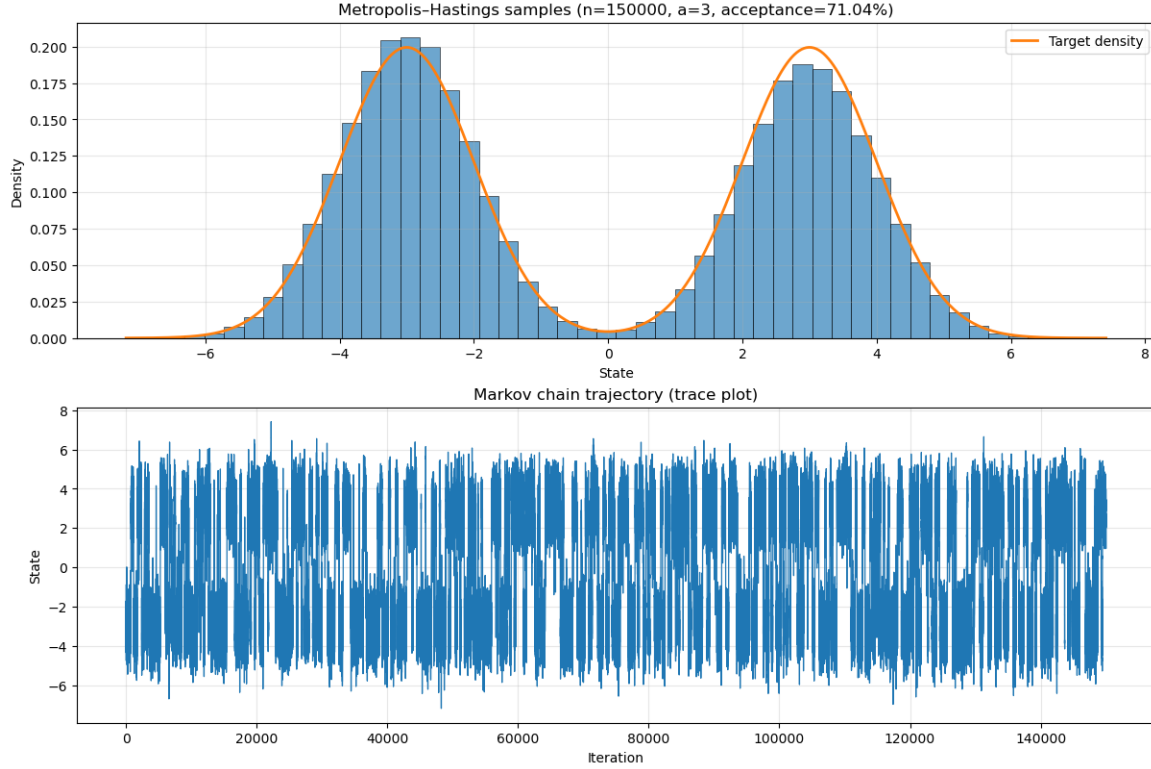 Metropolis–Hastings samples (n=150000, a=3, acceptance=71.04%)
Target density
Density
0.200
0.175
0.150
0.125
0.100
0.075
0.050
0.025
0.000
−6 −4 −2 0 2 4 6 8
State
Markov chain trajectory (trace plot)
State
8
6
4
2
0
−2
−4
−6
0 20000 40000 60000 80000 100000 120000 140000
Iteration